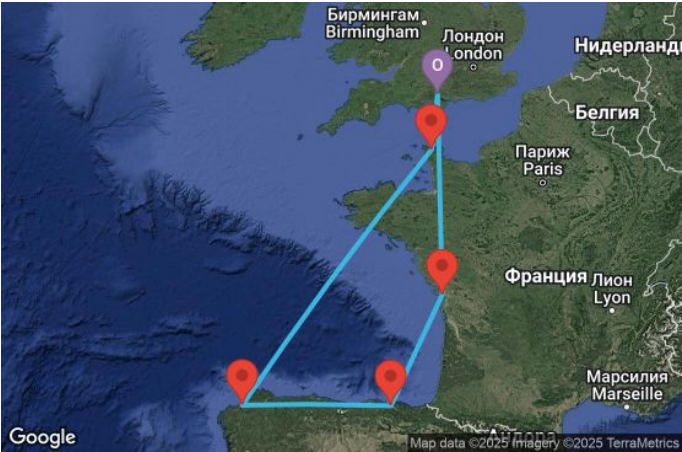 Бирмингам
Birmingham
Лондон
London
Нидерланды
O
Бельгия
Париж
Paris
Франция
Лион
Lyon
Марсилия
Marseille
Андора
Google
Map data ©2025 Imagery ©2025 TerraMetrics